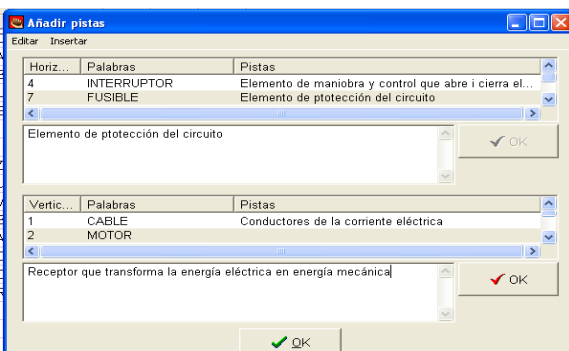 Añadir pistas
Editar Insertar
Horiz... Palabras Pistas
4 INTERRUPTOR Elemento de maniobra y control que abre i cierra el...
7 FUSIBLE Elemento de ptotección del circuito
Elemento de ptotección del circuito
OK
Vertic... Palabras Pistas
1 CABLE Conductores de la corriente eléctrica
2 MOTOR
Receptor que transforma la energía eléctrica en energía mecánica
OK
OK